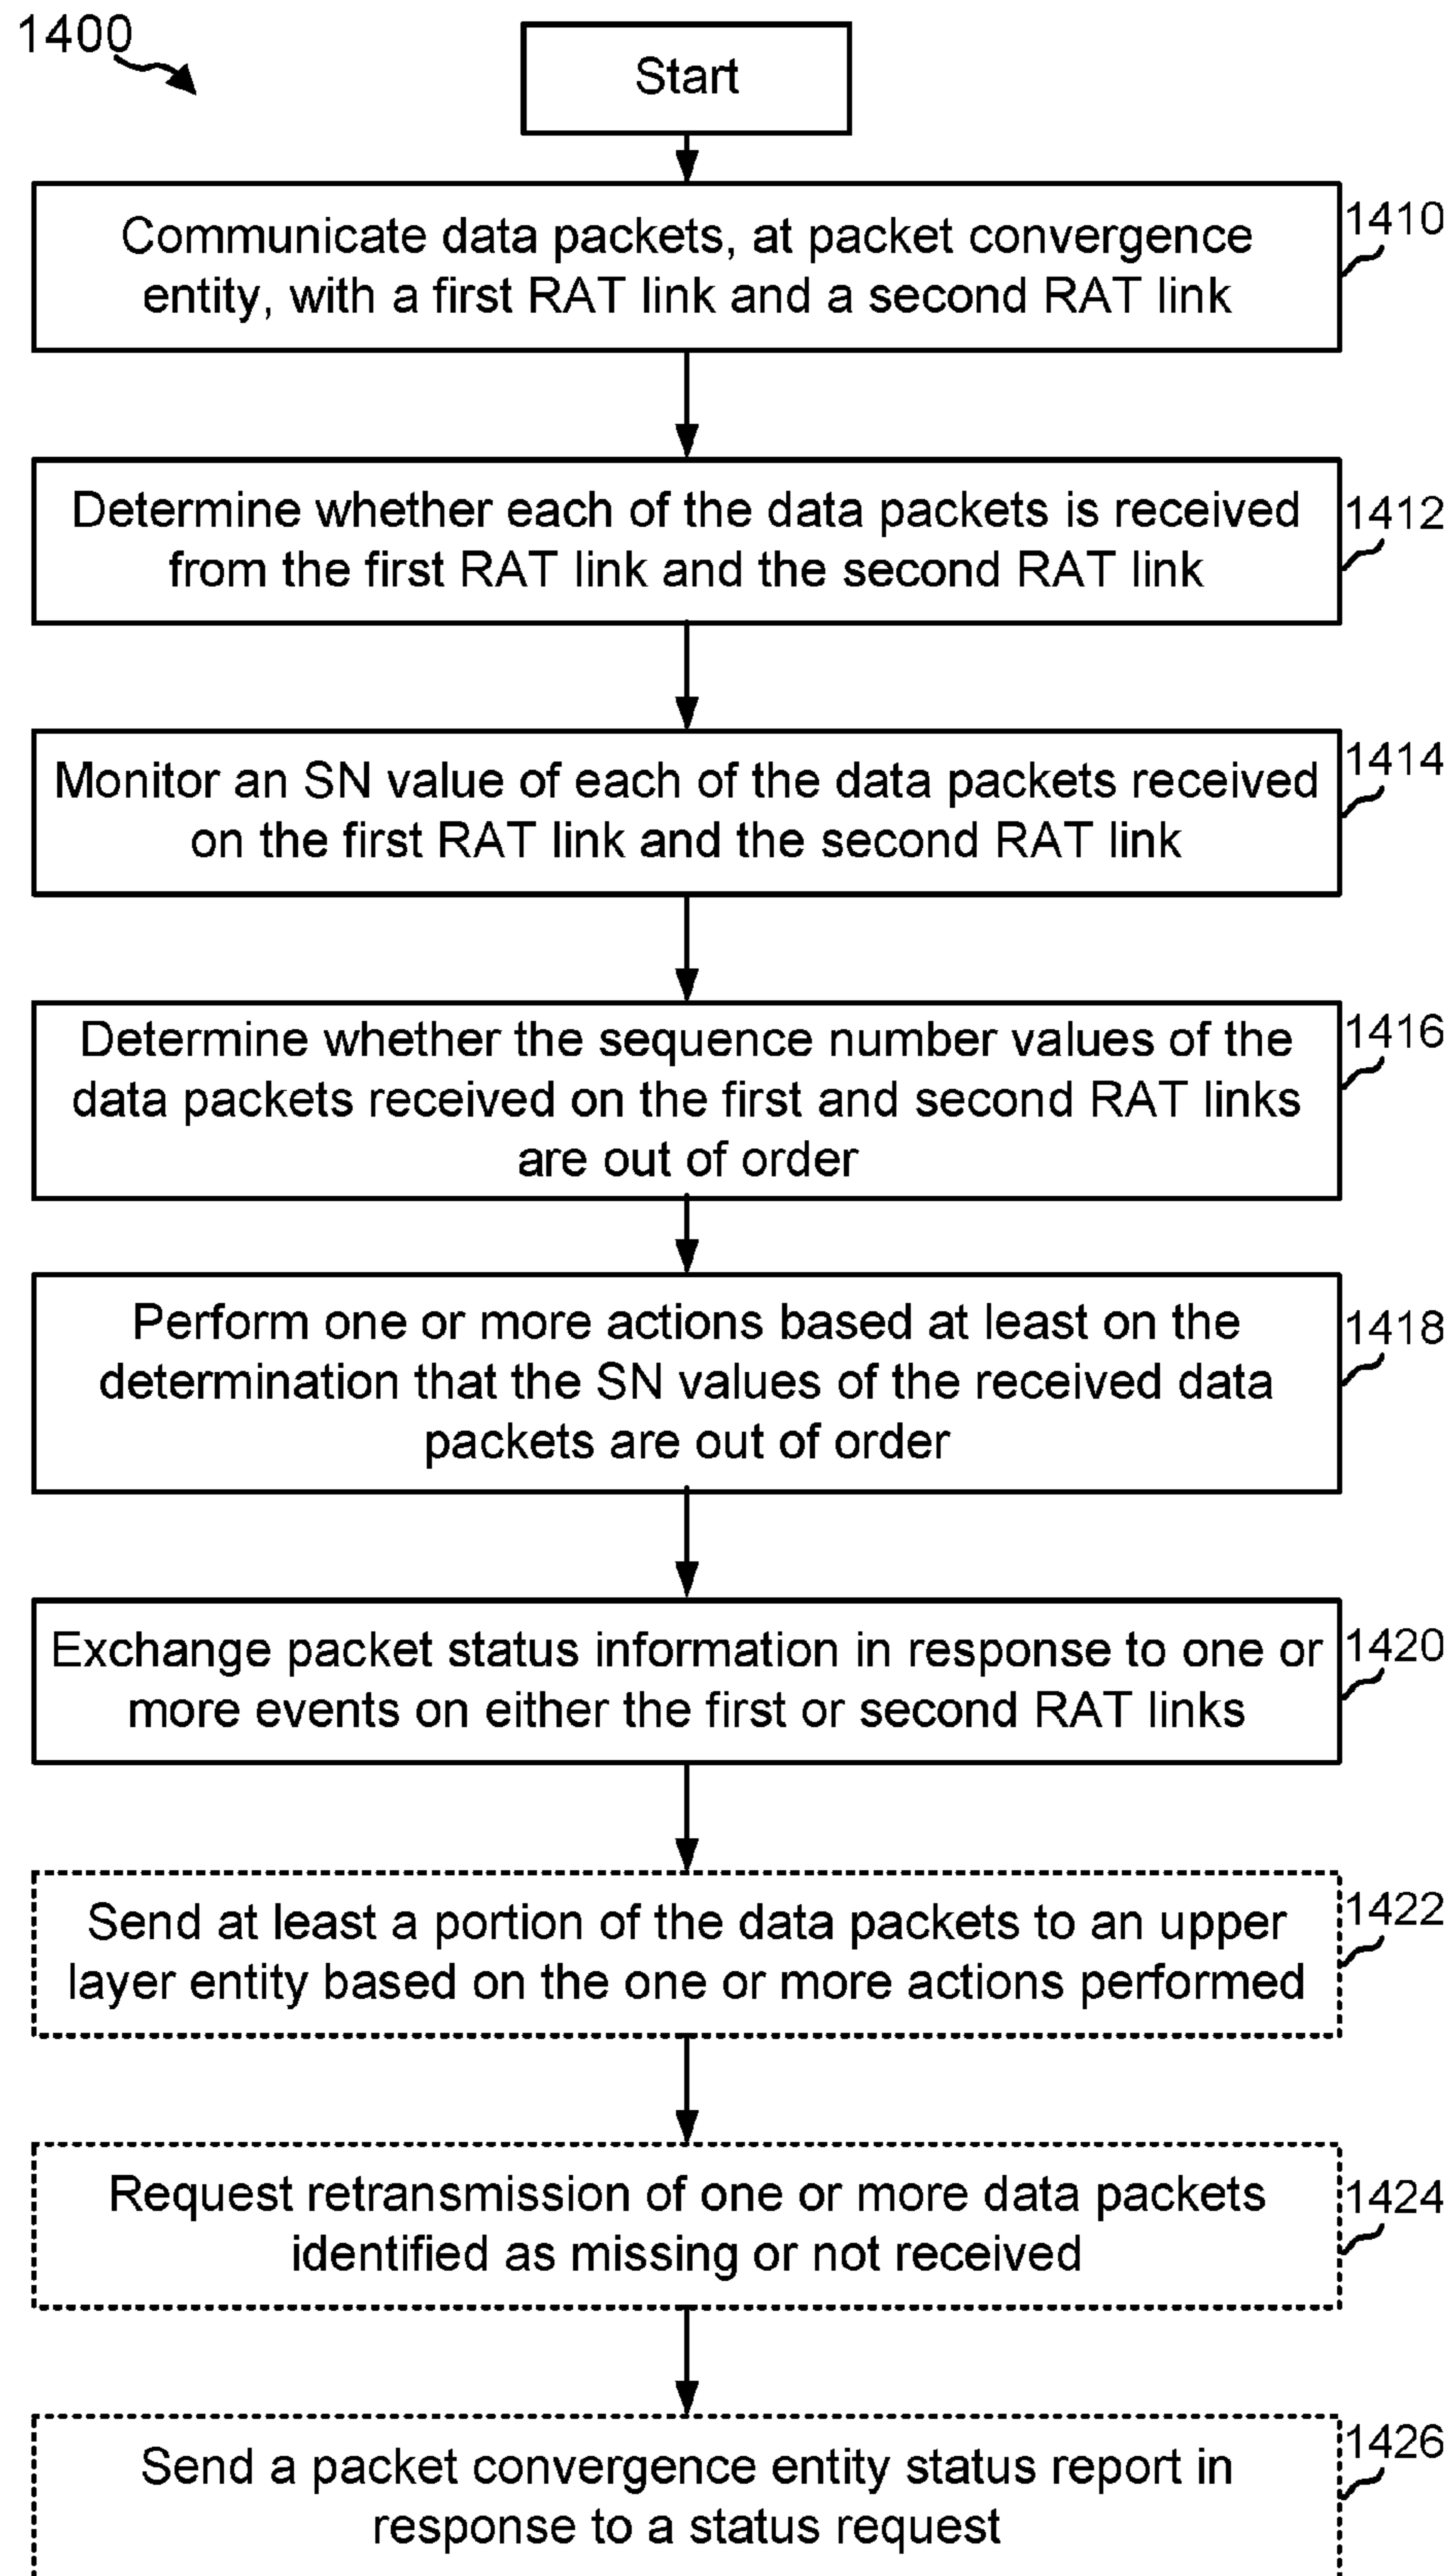 1400
Start
Communicate data packets, at packet convergence
entity, with a first RAT link and a second RAT link
1410
Determine whether each of the data packets is received
from the first RAT link and the second RAT link
1412
Monitor an SN value of each of the data packets received
on the first RAT link and the second RAT link
1414
Determine whether the sequence number values of the
data packets received on the first and second RAT links
are out of order
1416
Perform one or more actions based at least on the
determination that the SN values of the received data
packets are out of order
1418
Exchange packet status information in response to one or
more events on either the first or second RAT links
1420
Send at least a portion of the data packets to an upper
layer entity based on the one or more actions performed
1422
Request retransmission of one or more data packets
identified as missing or not received
1424
Send a packet convergence entity status report in
response to a status request
1426